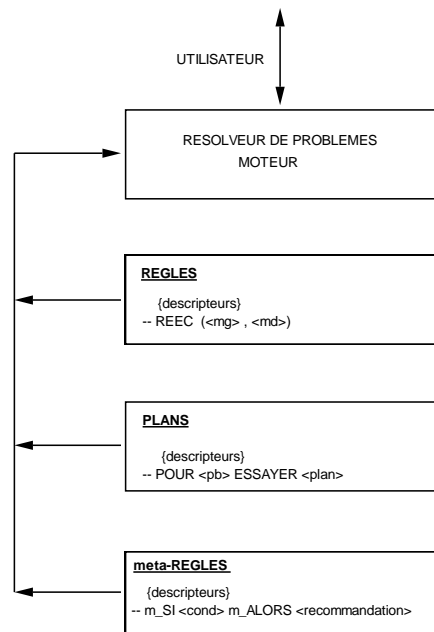 UTILISATEUR
RESOLVEUR DE PROBLEMES
MOTEUR
REGLES
{descripteurs}
-- REEC (<mg> , <md>)
PLANS
{descripteurs}
-- POUR <pb> ESSAYER <plan>
meta-REGLES
{descripteurs}
-- m_SI <cond> m_ALORS <recommandation>